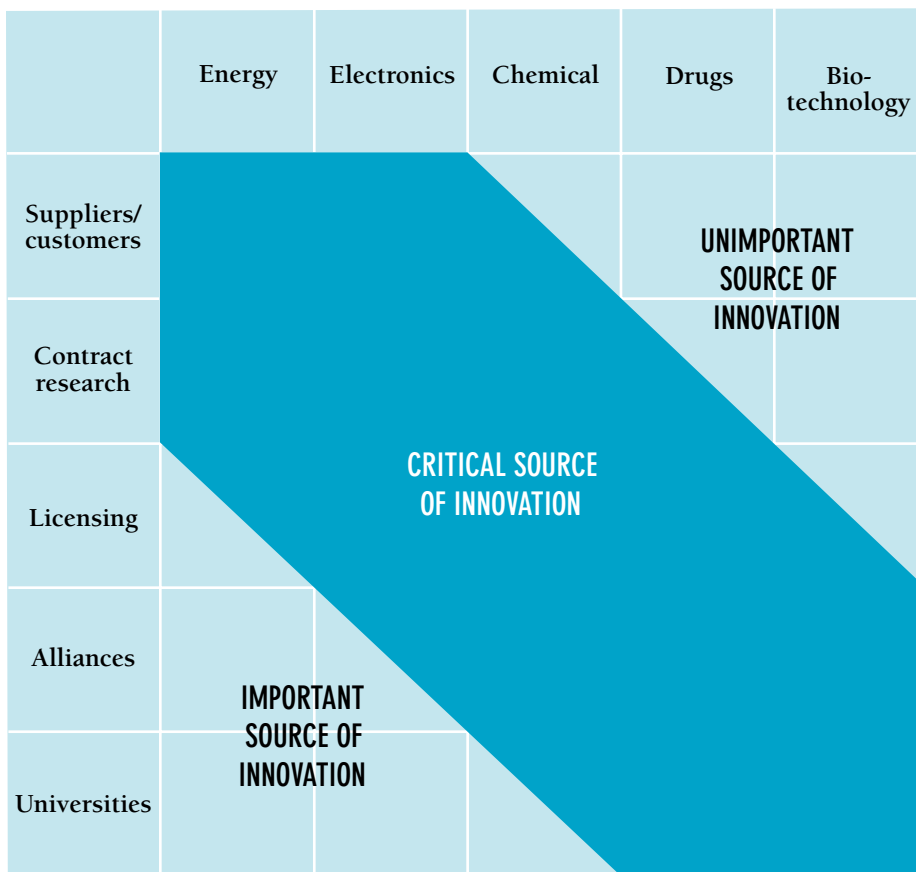 Energy
Electronics
Chemical
Drugs
Bio-
technology
Suppliers/
customers
UNIMPORTANT
SOURCE OF
INNOVATION
Contract
research
CRITICAL SOURCE
OF INNOVATION
Licensing
Alliances
IMPORTANT
SOURCE OF
INNOVATION
Universities